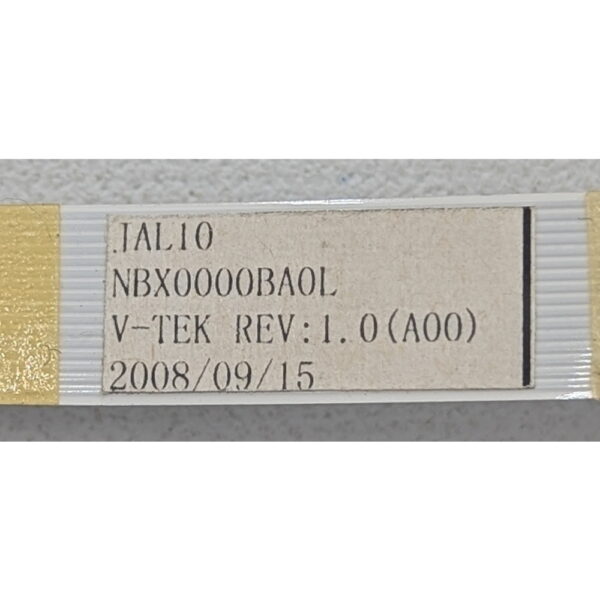 JAL10
NBX0000BA0L
V-TEK REV:1.0(A00)
2008/09/15